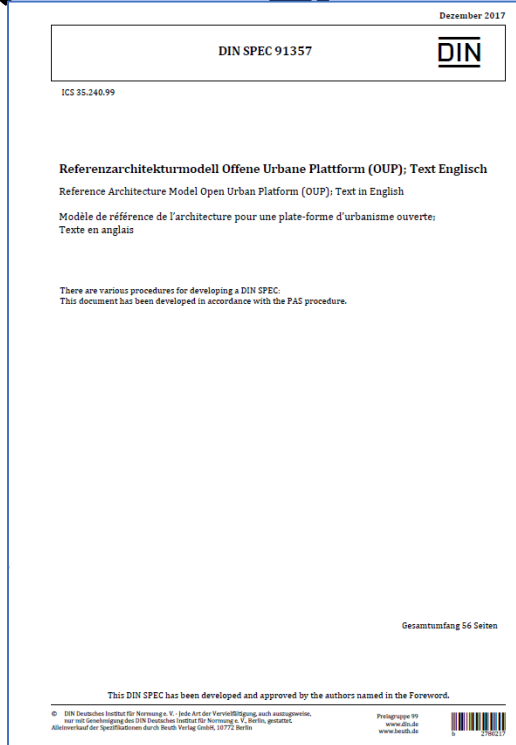 Dezember 2017
DIN SPEC 91357
DIN
ICS 35.240.99
Referenzarchitekturmodell Offene Urbane Plattform (OUP); Text Englisch
Reference Architecture Model Open Urban Platform (OUP); Text in English
Modèle de référence de l'architecture pour une plate-forme d'urbanisme ouverte;
Texte en anglais
There are various procedures for developing a DIN SPEC:
This document has been developed in accordance with the PAS procedure.
Gesamtumfang 56 Seiten
This DIN SPEC has been developed and approved by the authors named in the Foreword.
© DIN Deutsches Institut für Normung e. V. - Jede Art der Vervielfältigung, auch auszugsweise,
nur mit Genehmigung des DIN Deutsches Institut für Normung e. V., Berlin, gestattet.
Alleinverkauf der Spezifikationen durch Beuth Verlag GmbH, 10772 Berlin
Preisgruppe 99
www.din.de
www.beuth.de
2780217